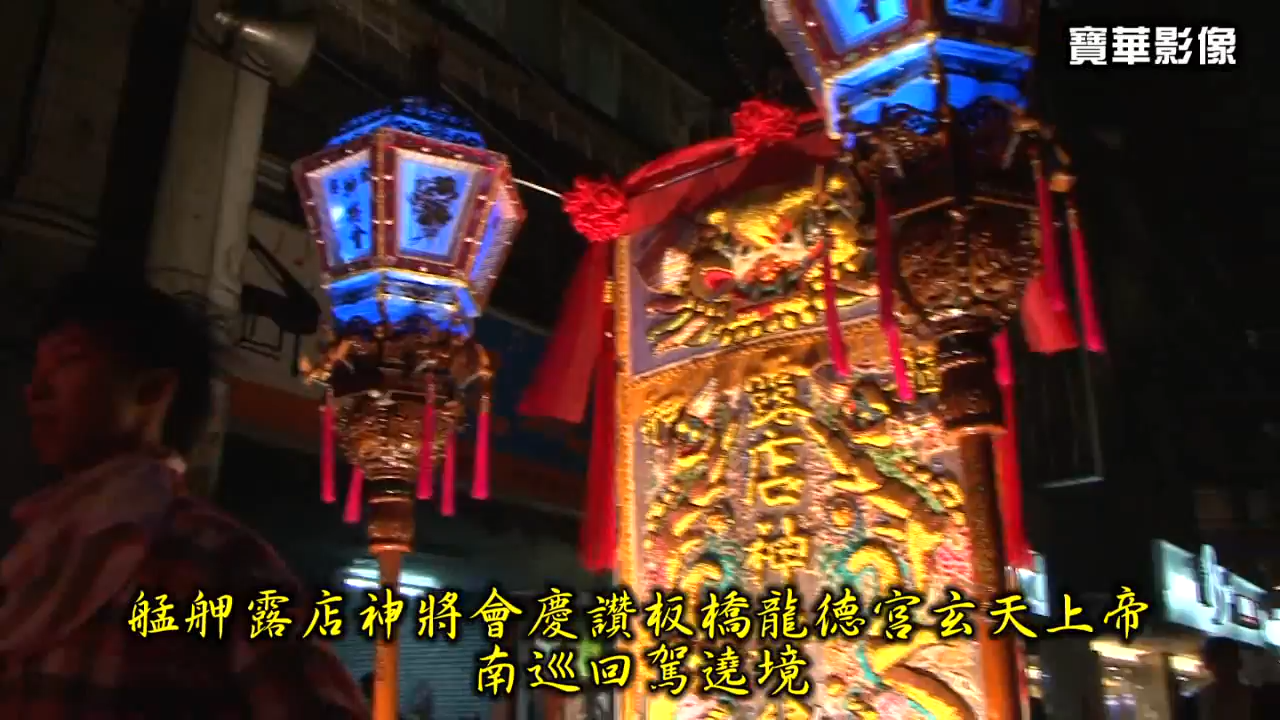 寶華影像
露店神
艋舺露店神將會慶讚板橋龍德宮玄天上帝
南巡回駕遶境